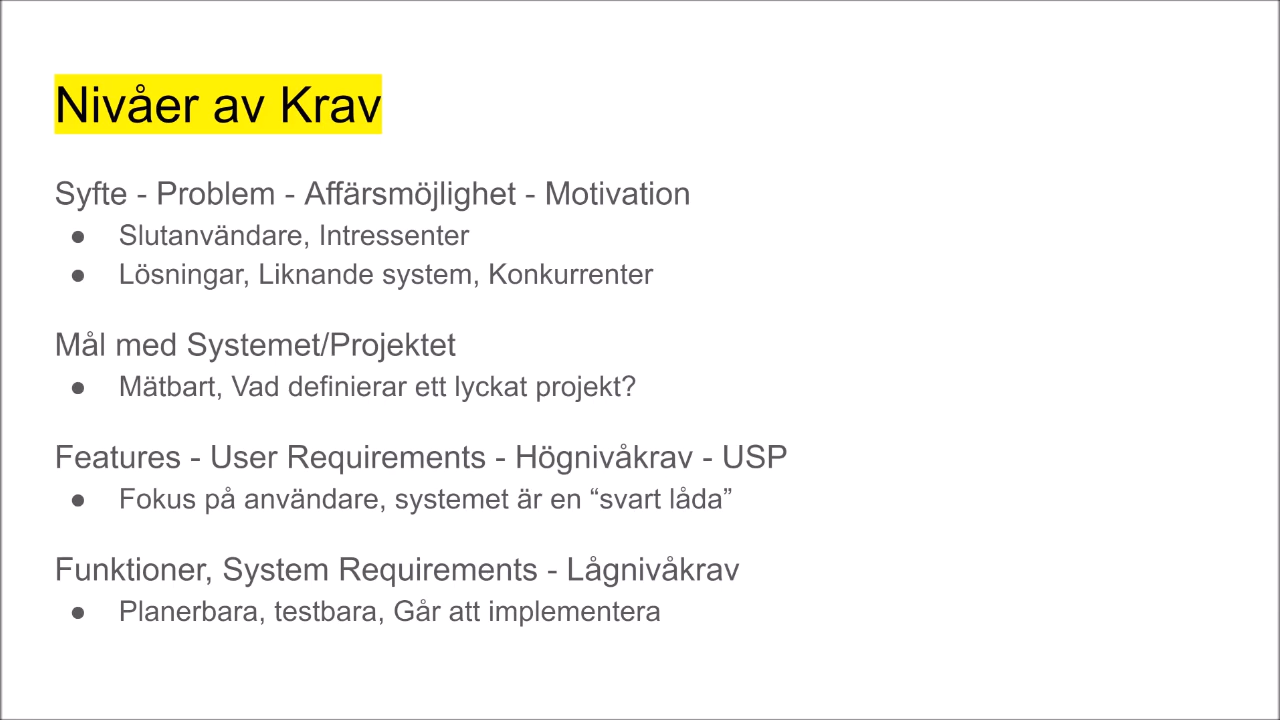 Nivåer av Krav
Syfte - Problem - Affärsmöjlighet - Motivation
● Slutanvändare, Intressenter
● Lösningar, Liknande system, Konkurrenter
Mål med Systemet/Projektet
● Mätbart, Vad definierar ett lyckat projekt?
Features - User Requirements - Högnivåkrav - USP
● Fokus på användare, systemet är en “svart låda”
Funktioner, System Requirements - Lågnivåkrav
● Planerbara, testbara, Går att implementera